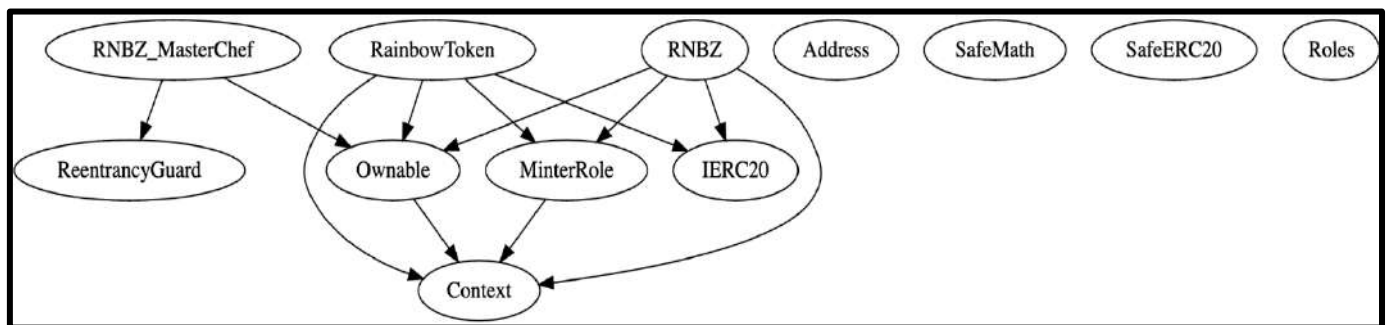 RNBZ_MasterChef RainbowToken RNBZ Address SafeMath SafeERC20 Roles
ReentrancyGuard Ownable MinterRole IERC20
Context